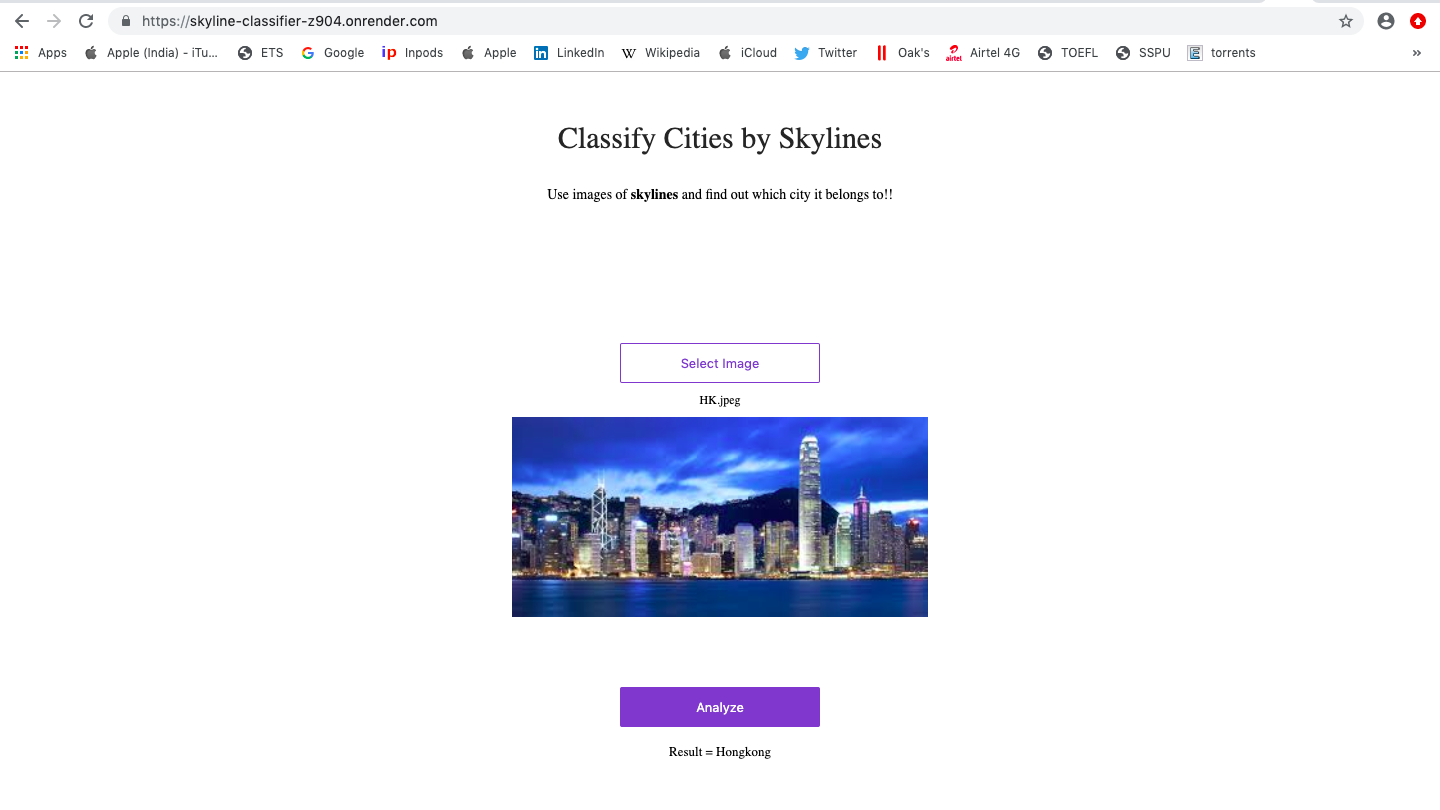 https://skyline-classifier-z904.onrender.com
Apps Apple (India) - iTu... ETS Google ip Inpods Apple in LinkedIn W Wikipedia iCloud Twitter Oak's airtel Airtel 4G TOEFL SSPU E torrents »
Classify Cities by Skylines
Use images of skylines and find out which city it belongs to!!
Select Image
HK.jpeg
Analyze
Result = Hongkong